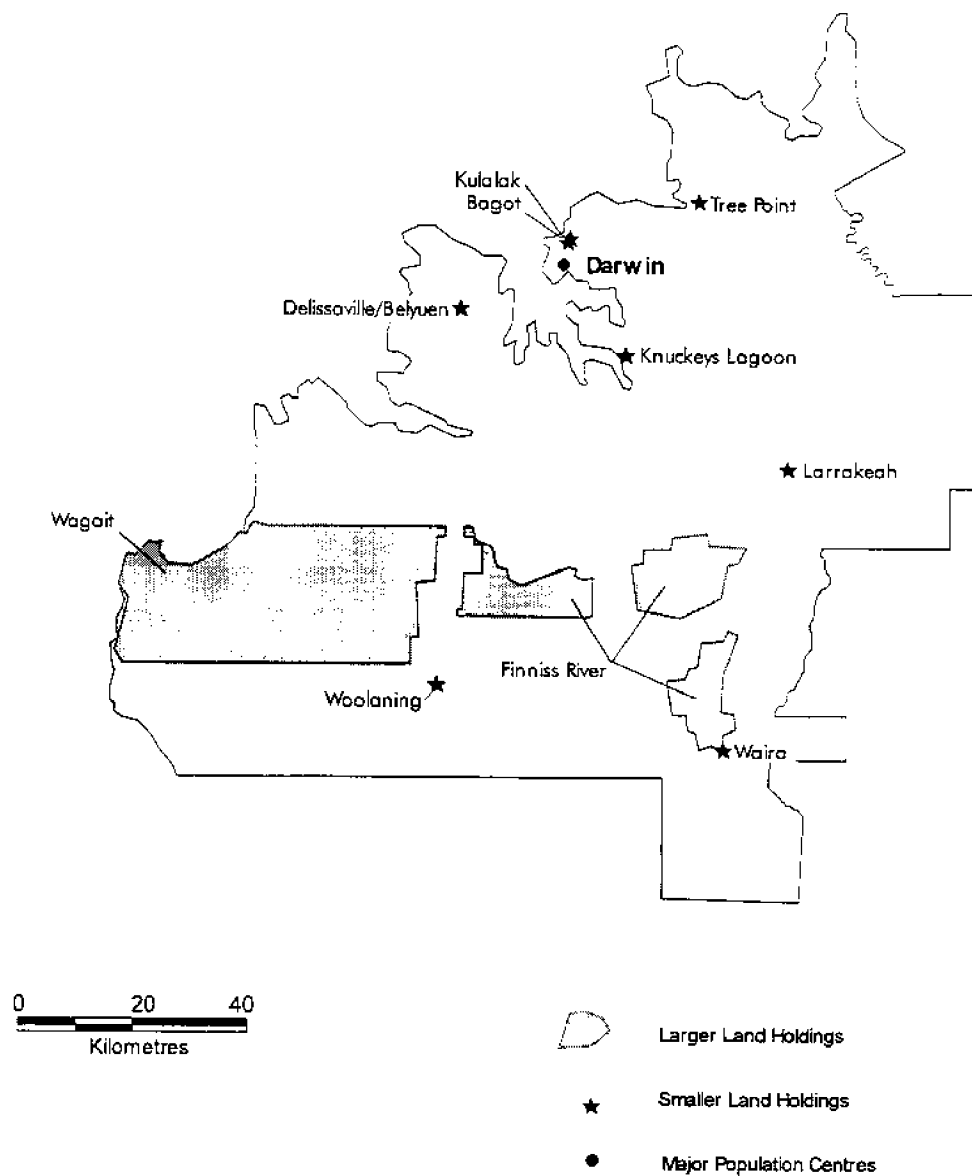 Kulalak
Bagot
Tree Point
Darwin
Delissaville/Belyuen
Knuckeys Lagoon
Larrakeah
Wagait
Finniss River
Woolaning
Waira
0 20 40
Kilometres
Larger Land Holdings
Smaller Land Holdings
Major Population Centres